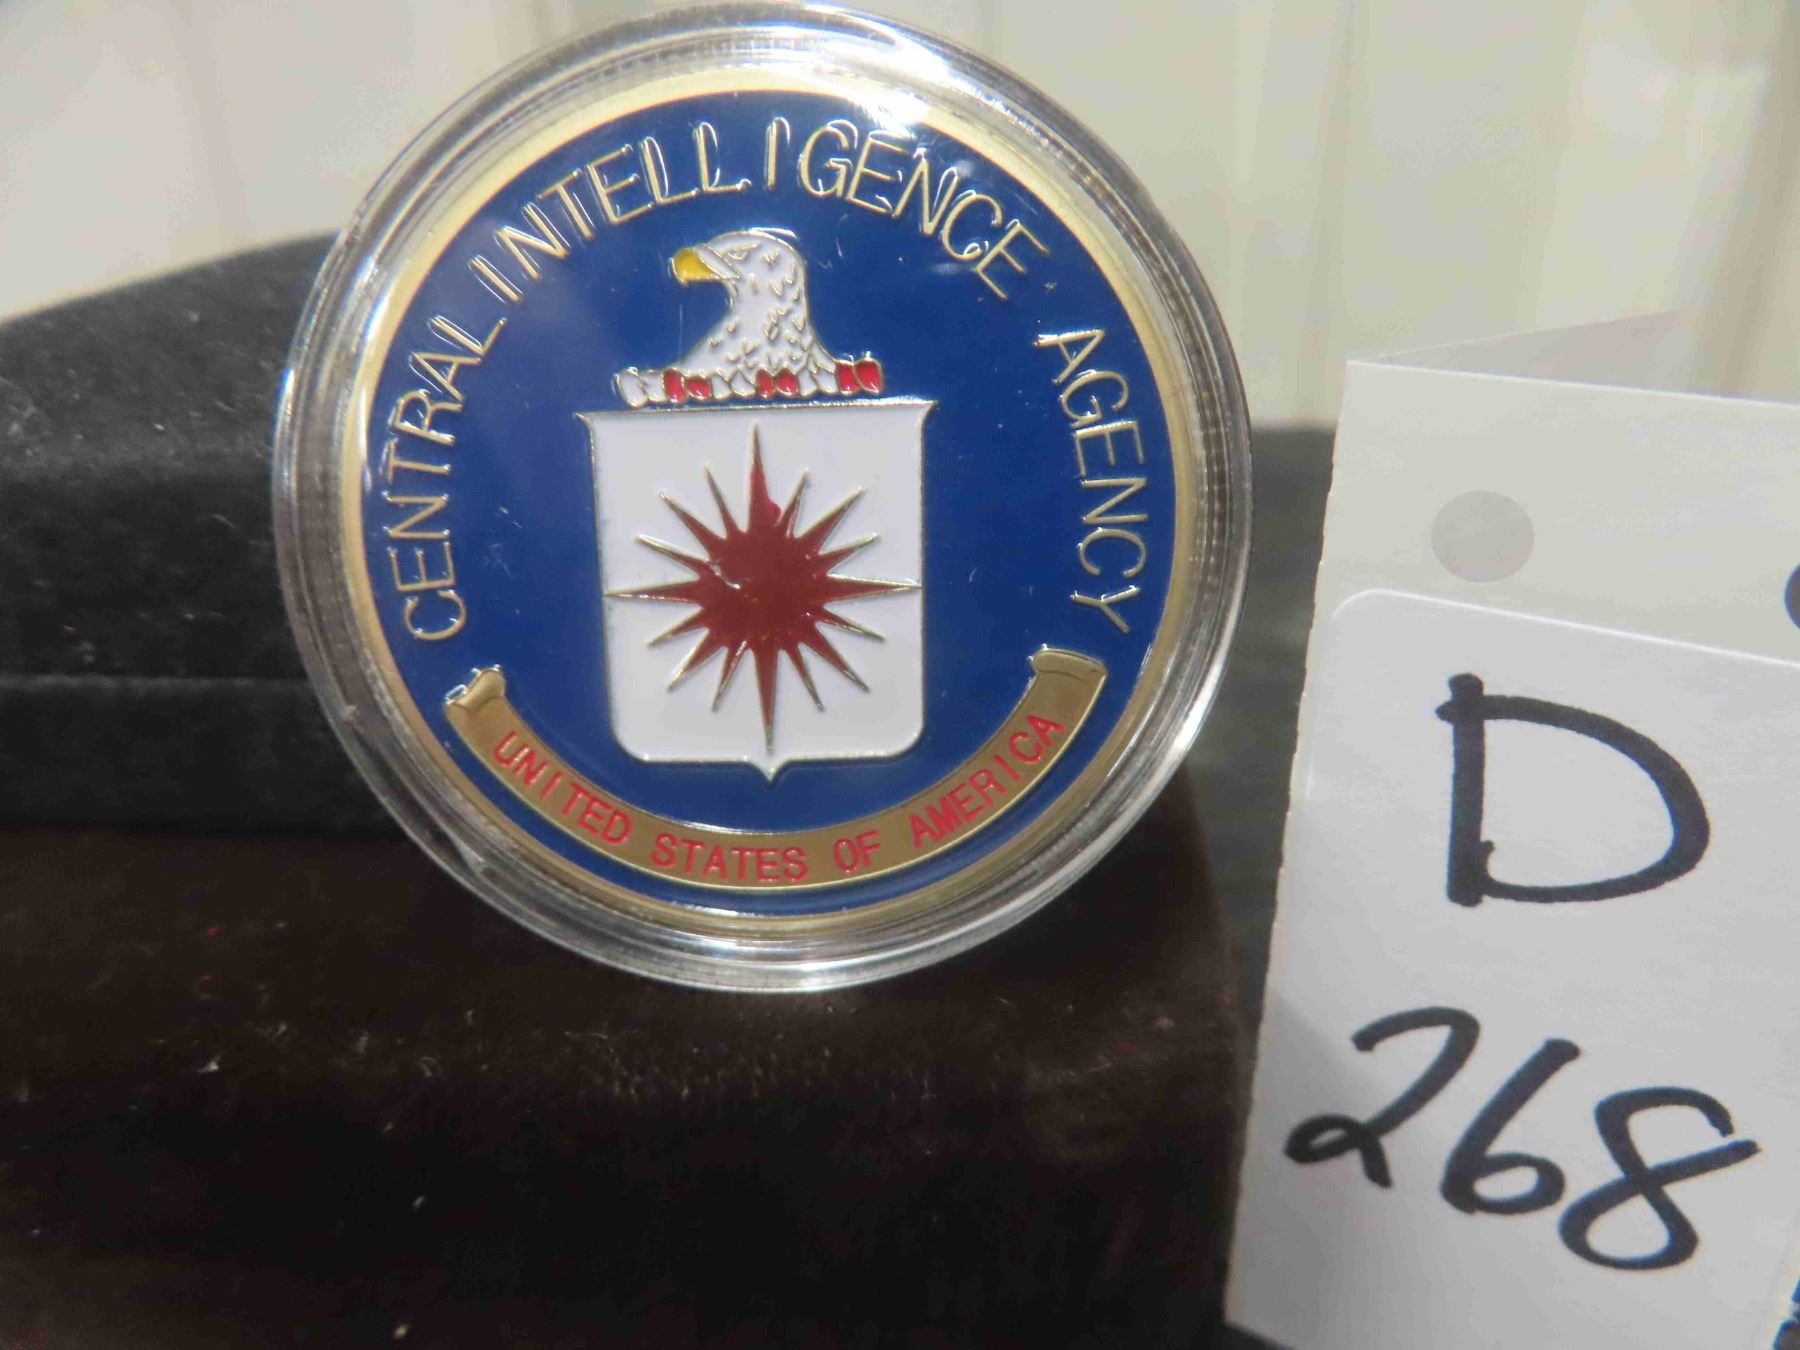 CENTRAL INTELLIGENCE AGENCY
UNITED STATES OF AMERICA
D
268